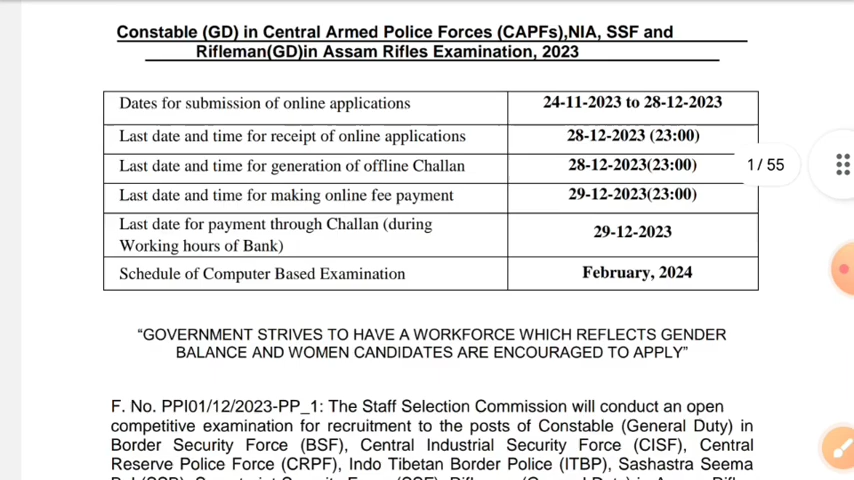 Constable (GD) in Central Armed Police Forces (CAPFs),NIA, SSF and
Rifleman(GD)in Assam Rifles Examination, 2023
Dates for submission of online applications 24-11-2023 to 28-12-2023
Last date and time for receipt of online applications 28-12-2023 (23:00)
Last date and time for generation of offline Challan 28-12-2023(23:00)
1 / 55
Last date and time for making online fee payment 29-12-2023(23:00)
Last date for payment through Challan (during
Working hours of Bank) 29-12-2023
Schedule of Computer Based Examination February, 2024
“GOVERNMENT STRIVES TO HAVE A WORKFORCE WHICH REFLECTS GENDER
BALANCE AND WOMEN CANDIDATES ARE ENCOURAGED TO APPLY”
F. No. PPI01/12/2023-PP_1: The Staff Selection Commission will conduct an open
competitive examination for recruitment to the posts of Constable (General Duty) in
Border Security Force (BSF), Central Industrial Security Force (CISF), Central
Reserve Police Force (CRPF), Indo Tibetan Border Police (ITBP), Sashastra Seema